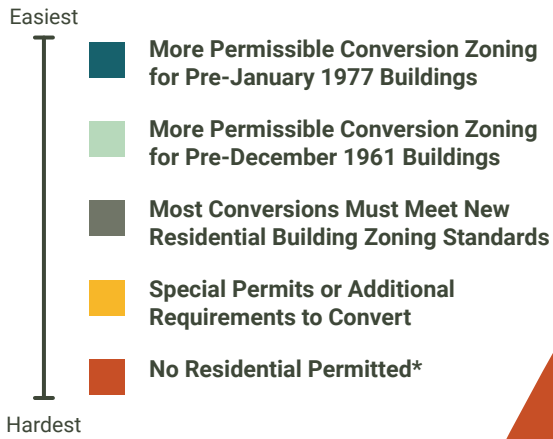 Easiest
More Permissible Conversion Zoning
for Pre-January 1977 Buildings
More Permissible Conversion Zoning
for Pre-December 1961 Buildings
Most Conversions Must Meet New
Residential Building Zoning Standards
Special Permits or Additional
Requirements to Convert
No Residential Permitted*
Hardest